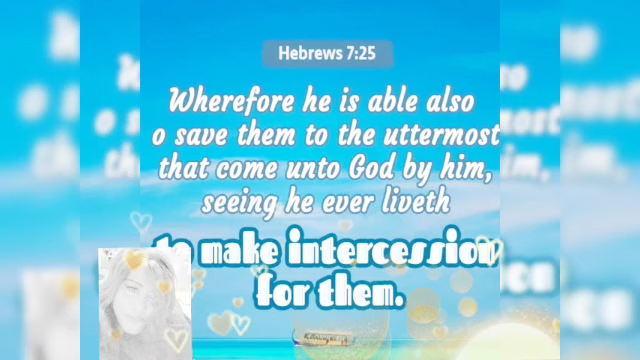 Hebrews 7:25
Wherefore he is able also
o save them to the uttermost
that come unto God by him,
seeing he ever liveth
to make intercession
for them.